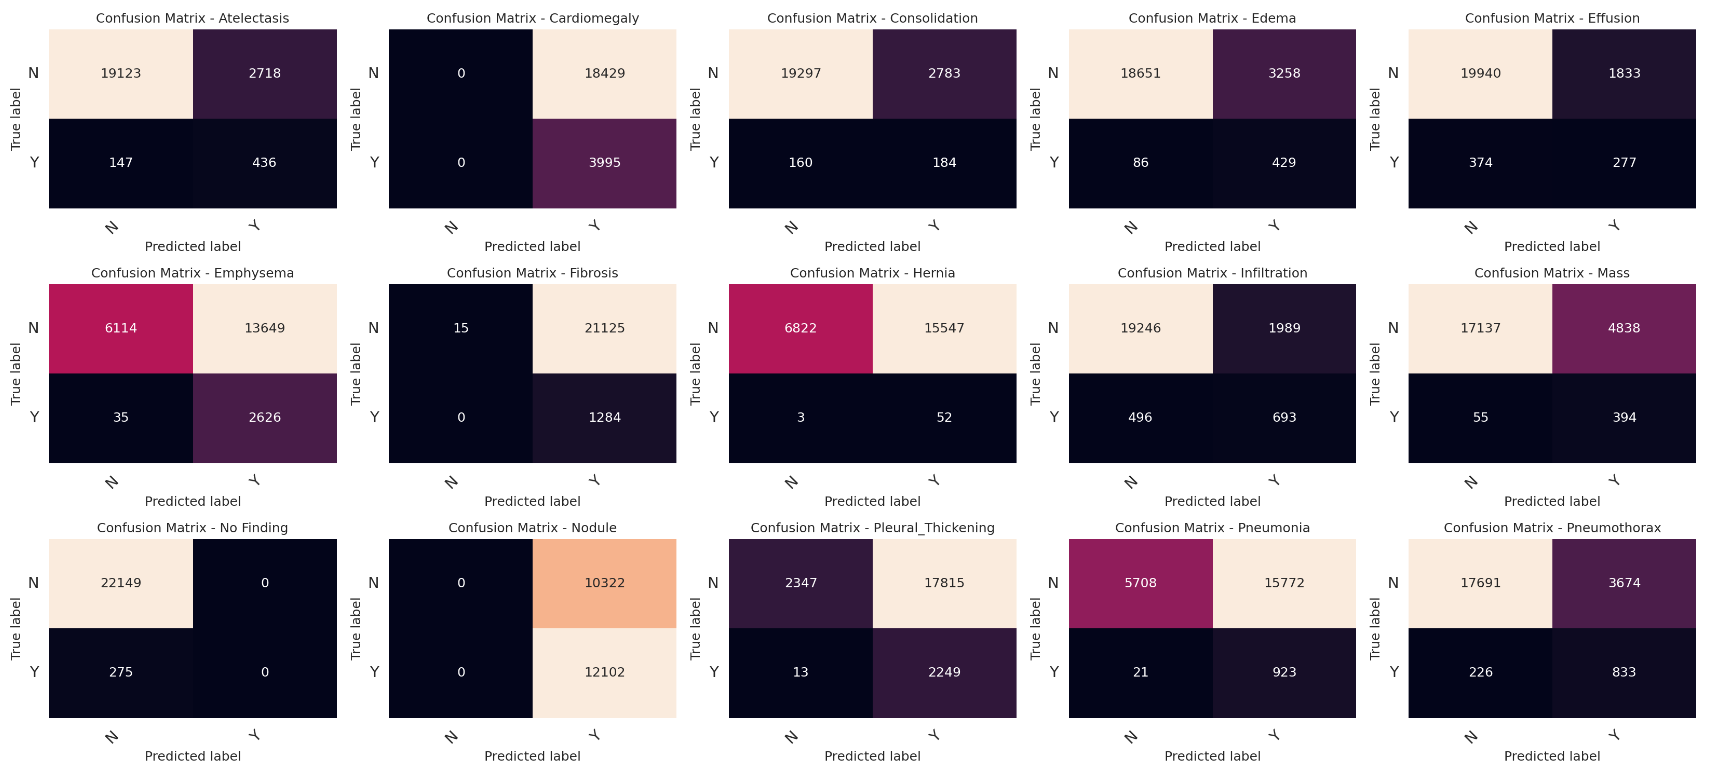 Confusion Matrix - Atelectasis
True label
N
19123
2718
Y
147
436
N
Y
Predicted label
Confusion Matrix - Cardiomegaly
True label
N
0
18429
Y
0
3995
N
Y
Predicted label
Confusion Matrix - Consolidation
True label
N
19297
2783
Y
160
184
N
Y
Predicted label
Confusion Matrix - Edema
True label
N
18651
3258
Y
86
429
N
Y
Predicted label
Confusion Matrix - Effusion
True label
N
19940
1833
Y
374
277
N
Y
Predicted label
Confusion Matrix - Emphysema
True label
N
6114
13649
Y
35
2626
N
Y
Predicted label
Confusion Matrix - Fibrosis
True label
N
15
21125
Y
0
1284
N
Y
Predicted label
Confusion Matrix - Hernia
True label
N
6822
15547
Y
3
52
N
Y
Predicted label
Confusion Matrix - Infiltration
True label
N
19246
1989
Y
496
693
N
Y
Predicted label
Confusion Matrix - Mass
True label
N
17137
4838
Y
55
394
N
Y
Predicted label
Confusion Matrix - No Finding
True label
N
22149
0
Y
275
0
N
Y
Predicted label
Confusion Matrix - Nodule
True label
N
0
10322
Y
0
12102
N
Y
Predicted label
Confusion Matrix - Pleural_Thickening
True label
N
2347
17815
Y
13
2249
N
Y
Predicted label
Confusion Matrix - Pneumonia
True label
N
5708
15772
Y
21
923
N
Y
Predicted label
Confusion Matrix - Pneumothorax
True label
N
17691
3674
Y
226
833
N
Y
Predicted label